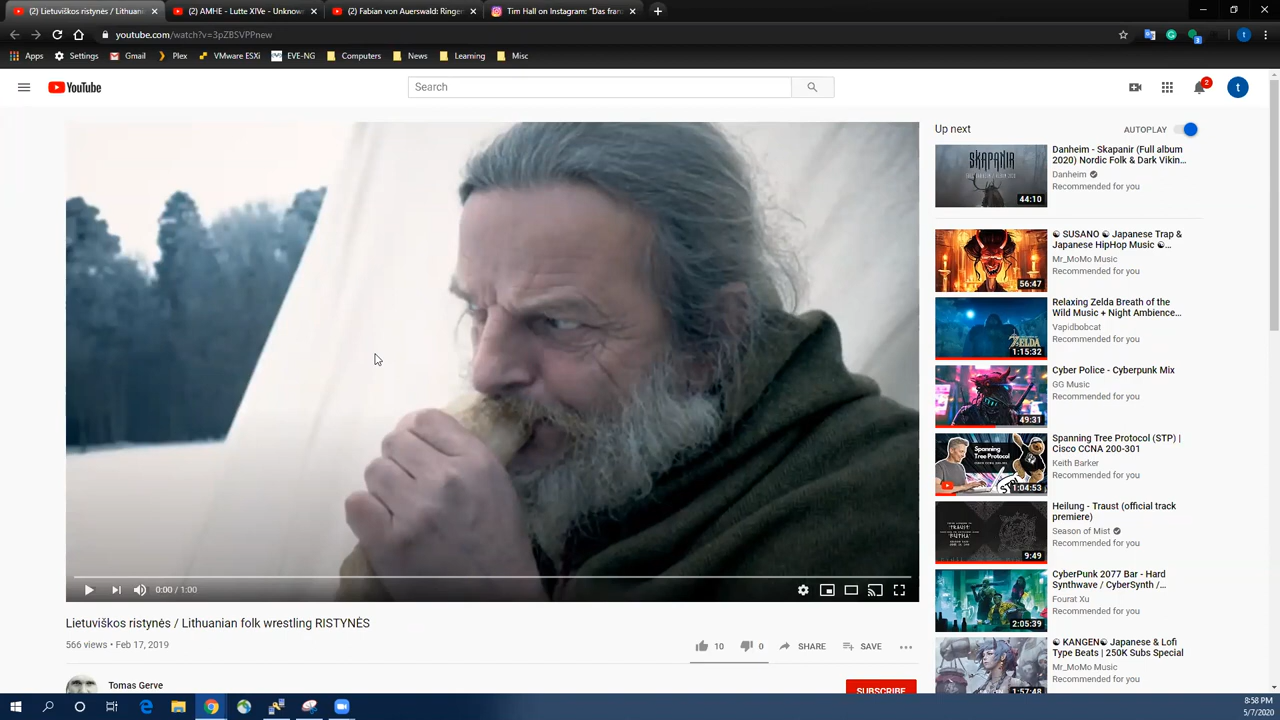 (2) Lietuviškos ristynės / Lithuan
(2) AMHE - Lutte XIVe - Unknow
(2) Fabian von Auerswald: Ringer
Tim Hall on Instagram: "Das fran
youtube.com/watch?v=3pZBSVPPnew
Apps
Settings
Gmail
Plex
VMware ESXi
EVE-NG
Computers
News
Learning
Misc
YouTube
Search
2
t
Up next
AUTOPLAY
SKAPANIR
44:10
Danheim - Skapanir (Full album
2020) Nordic Folk & Dark Vikin...
Danheim
Recommended for you
56:47
☯ SUSANO ☯ Japanese Trap &
Japanese HipHop Music ☯...
Mr_MoMo Music
Recommended for you
ZELDA
1:15:32
Relaxing Zelda Breath of the
Wild Music + Night Ambience...
Vapidbobcat
Recommended for you
49:31
Cyber Police - Cyberpunk Mix
GG Music
Recommended for you
Spanning
Tree Protocol
1:04:53
Spanning Tree Protocol (STP) |
Cisco CCNA 200-301
Keith Barker
Recommended for you
9:49
Heilung - Traust (official track
premiere)
Season of Mist
Recommended for you
2:05:39
CyberPunk 2077 Bar - Hard
Synthwave / CyberSynth /...
Fourat Xu
Recommended for you
1:57:48
☯ KANGEN☯ Japanese & Lofi
Type Beats | 250K Subs Special
Mr_MoMo Music
Recommended for you
0:00 / 1:00
Lietuviškos ristynės / Lithuanian folk wrestling RISTYNĖS
566 views • Feb 17, 2019
10
0
SHARE
SAVE
Tomas Gerve
SUBSCRIBE
8:58 PM
5/7/2020